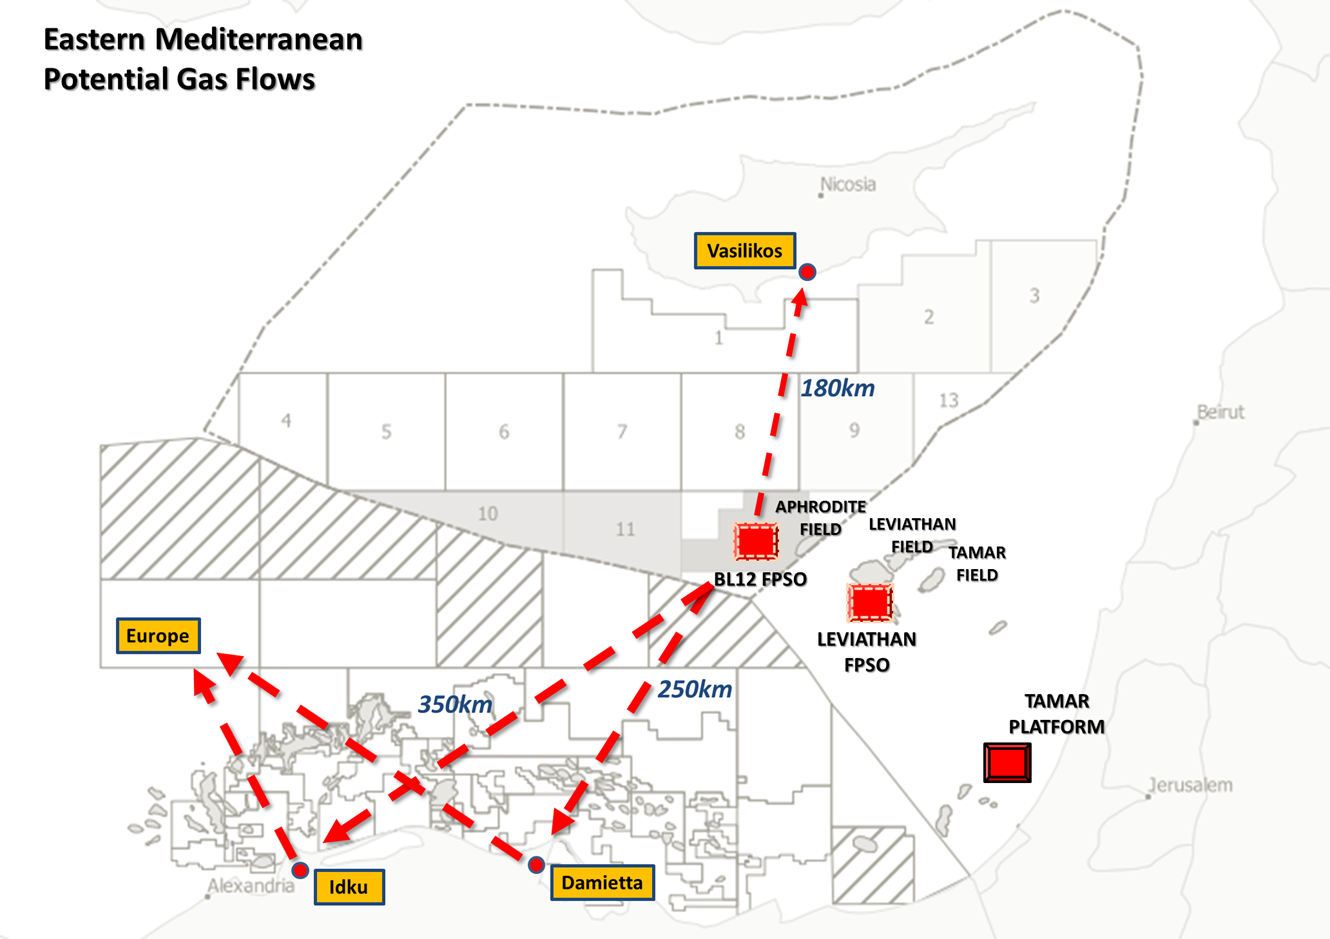 Eastern Mediterranean
Potential Gas Flows
Nicosia
Vasilikos
3
2
1
180km
13
4
5
6
7
8
9
Beirut
10
11
APHRODITE
FIELD
LEVIATHAN
FIELD
TAMAR
FIELD
BL12 FPSO
Europe
LEVIATHAN
FPSO
250km
350km
TAMAR
PLATFORM
Jerusalem
Alexandria
Idku
Damietta